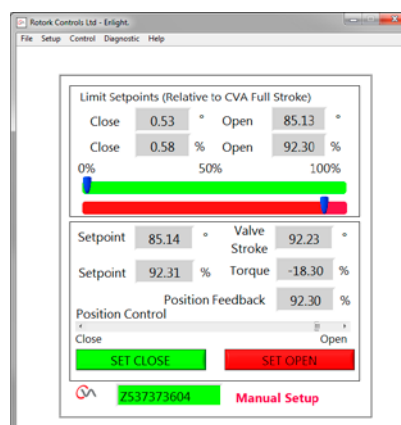 Rotork Controls Ltd - Enlight.
File Setup Control Diagnostic Help
Limit Setpoints (Relative to CVA Full Stroke)
Close 0.53 ° Open 85.13 °
Close 0.58 % Open 92.30 %
0% 50% 100%
Setpoint 85.14 ° Valve Stroke 92.23 °
Setpoint 92.31 % Torque -18.30 %
Position Feedback 92.30 %
Position Control
Close Open
SET CLOSE SET OPEN
CVA Z537373604 Manual Setup